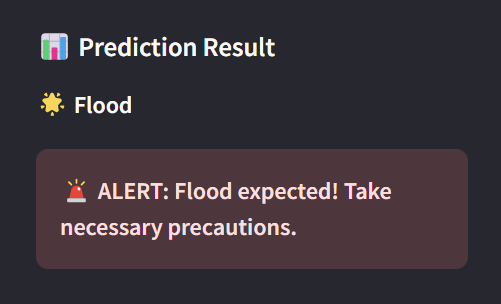 📊 Prediction Result
🌟 Flood
🚨 ALERT: Flood expected! Take
necessary precautions.